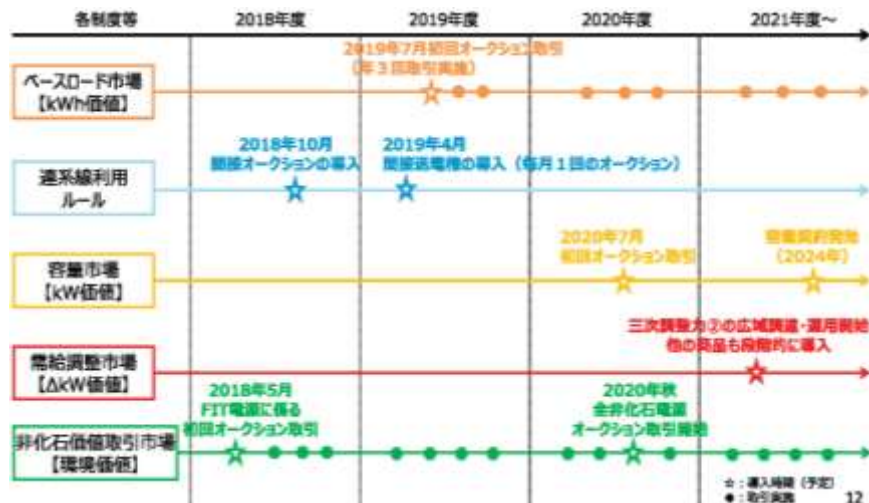 各制度等
2018年度
2019年度
2020年度
2021年度～
2019年7月初回オークション取引
（年3回取引実施）
ベースロード市場
【kWh価値】
2018年10月
間接オークションの導入
2019年4月
間接送電権の導入（毎月1回のオークション）
連系線利用
ルール
2020年7月
初回オークション取引
容量契約発効
（2024年）
容量市場
【kW価値】
三次調整力②の広域調達・運用開始
他の商品も段階的に導入
需給調整市場
【ΔkW価値】
2018年5月
FIT電源に係る
初回オークション取引
2020年秋
全非化石電源
オークション取引開始
非化石価値取引市場
【環境価値】
☆：導入時期（予定）
●：取引実施
12